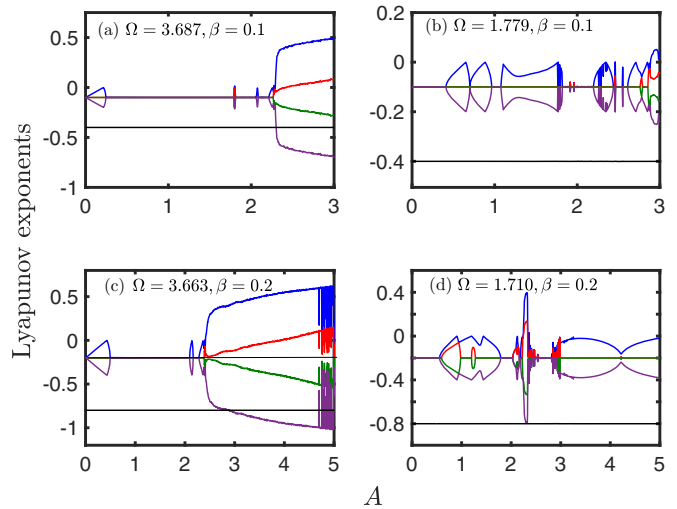 (a) Ω = 3.687, β = 0.1
0.5
0
-0.5
-1
0 1 2 3
(b) Ω = 1.779, β = 0.1
0.2
0
-0.2
-0.4
0 1 2 3
Lyapunov exponents
(c) Ω = 3.663, β = 0.2
0.5
0
-0.5
-1
0 1 2 3 4 5
(d) Ω = 1.710, β = 0.2
0.4
0
-0.4
-0.8
0 1 2 3 4 5
A